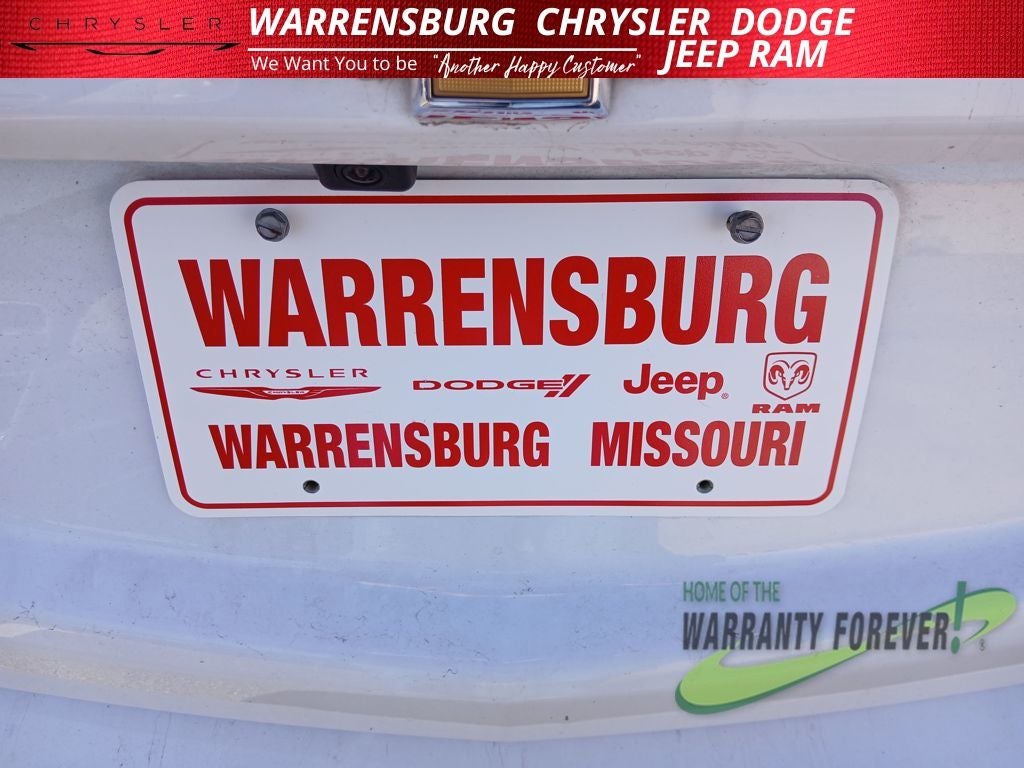 CHRYSLER
WARRENSBURG CHRYSLER DODGE
JEEP RAM
We Want You to be "Another Happy Customer"
WARRENSBURG
CHRYSLER DODGE Jeep® RAM
CHRYSLER
WARRENSBURG MISSOURI
HOME OF THE
WARRANTY FOREVER!®